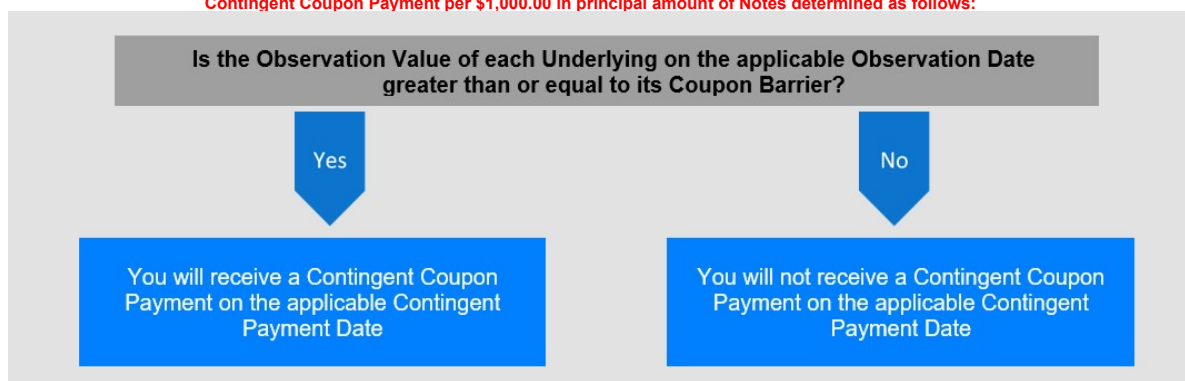 Contingent Coupon Payment per $1,000.00 in principal amount of Notes determined as follows:
Is the Observation Value of each Underlying on the applicable Observation Date
greater than or equal to its Coupon Barrier?
Yes
No
You will receive a Contingent Coupon
Payment on the applicable Contingent
Payment Date
You will not receive a Contingent Coupon
Payment on the applicable Contingent
Payment Date